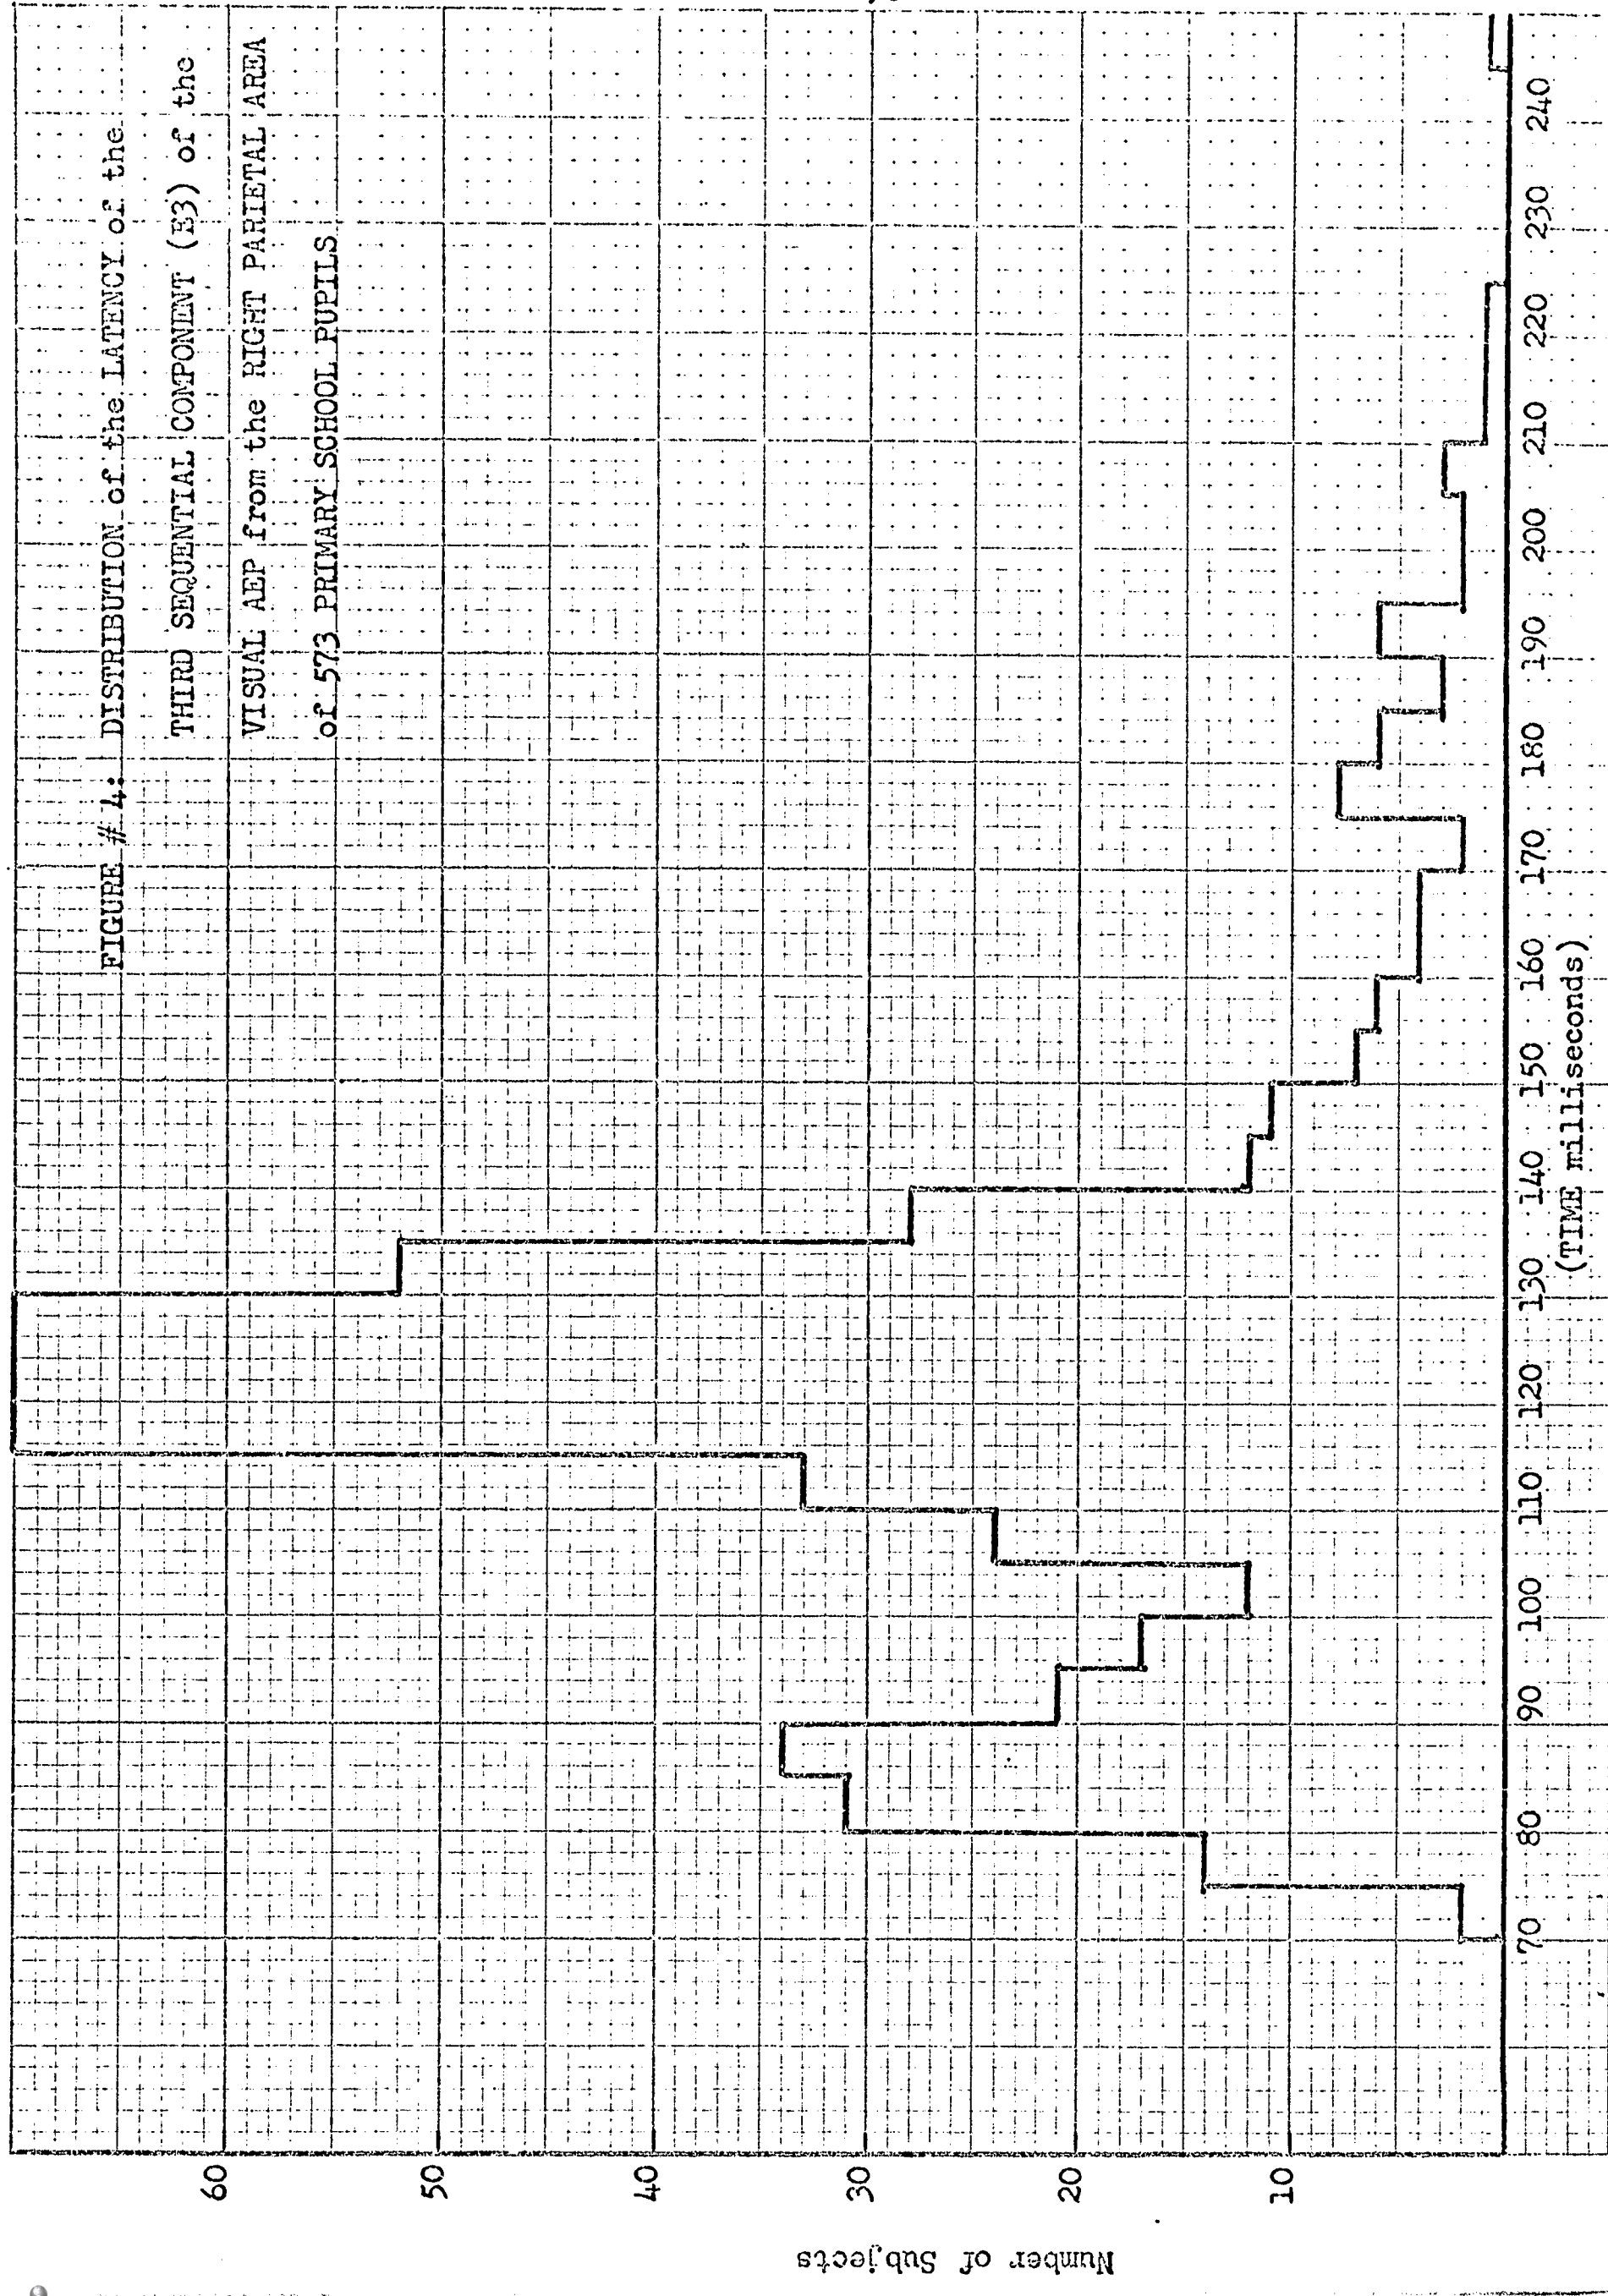 FIGURE # 4: DISTRIBUTION of the LATENCY of the
THIRD SEQUENTIAL COMPONENT (E3) of the
VISUAL AEP from the RIGHT PARIETAL AREA
of 573 PRIMARY SCHOOL PUPILS
Number of Subjects
60
50
40
30
20
10
70 80 90 100 110 120 130 140 150 160 170 180 190 200 210 220 230 240
(TIME milliseconds)